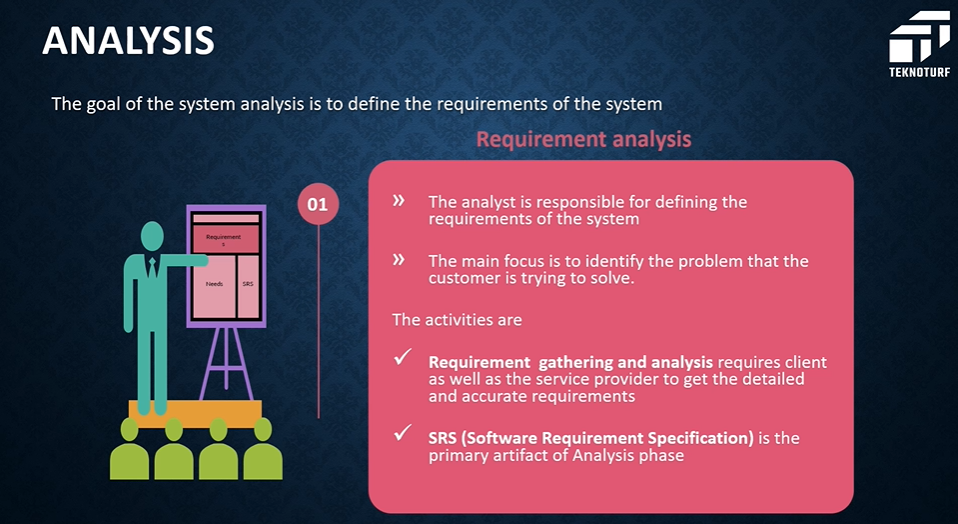 ANALYSIS
TEKNOTURF
The goal of the system analysis is to define the requirements of the system
Requirement analysis
01
» The analyst is responsible for defining the
requirements of the system
» The main focus is to identify the problem that the
customer is trying to solve.
The activities are
✓ Requirement gathering and analysis requires client
as well as the service provider to get the detailed
and accurate requirements
✓ SRS (Software Requirement Specification) is the
primary artifact of Analysis phase
Requirement
s
Needs
SRS